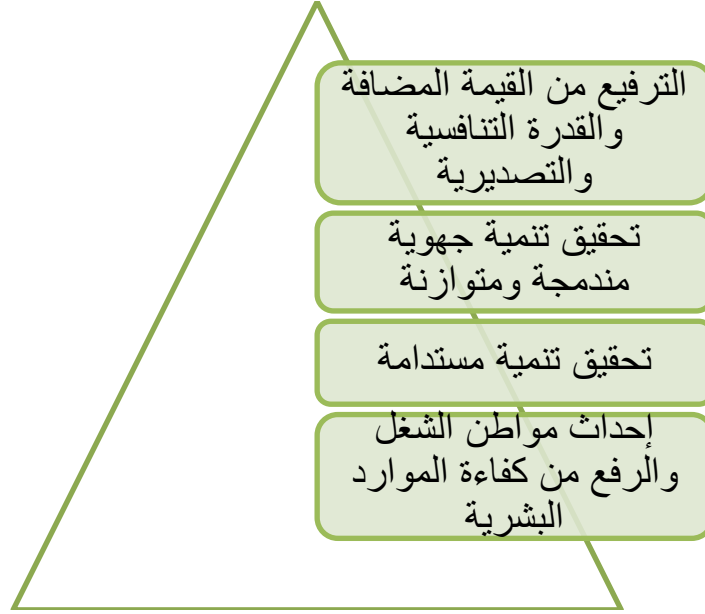 الترفيع من القيمة المضافة
والقدرة التنافسية
والتصديرية
تحقيق تنمية جهوية
مندمجة ومتوازنة
تحقيق تنمية مستدامة
إحداث مواطن الشغل
والرفع من كفاءة الموارد
البشرية